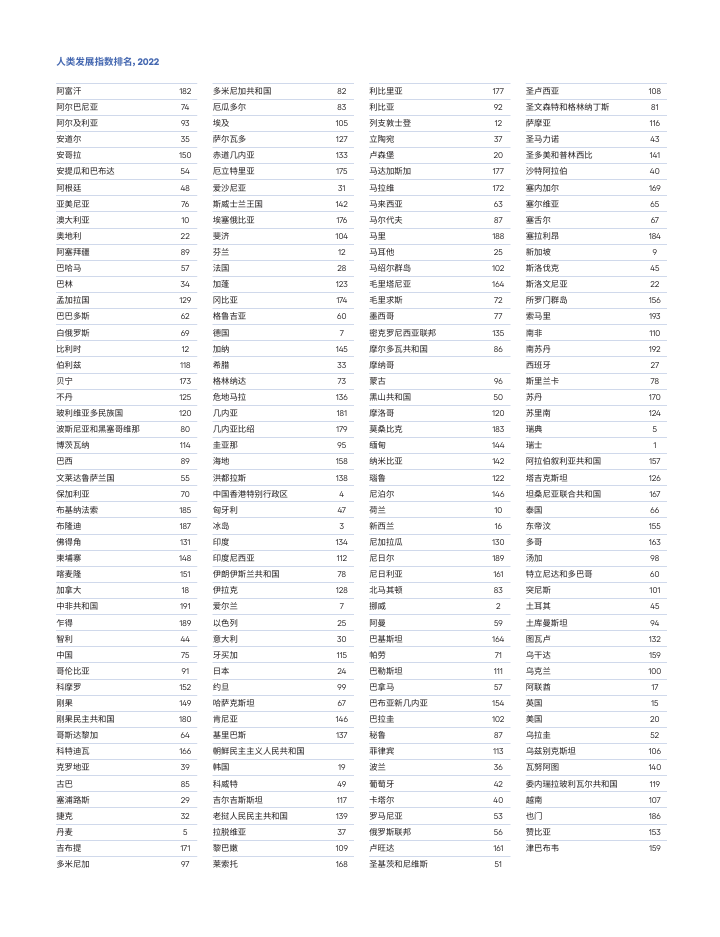 人类发展指数排名, 2022
阿富汗 182
阿尔巴尼亚 74
阿尔及利亚 93
安道尔 35
安哥拉 150
安提瓜和巴布达 54
阿根廷 48
亚美尼亚 76
澳大利亚 10
奥地利 22
阿塞拜疆 89
巴哈马 57
巴林 34
孟加拉国 129
巴巴多斯 62
白俄罗斯 69
比利时 12
伯利兹 118
贝宁 173
不丹 125
玻利维亚多民族国 120
波斯尼亚和黑塞哥维那 80
博茨瓦纳 114
巴西 89
文莱达鲁萨兰国 55
保加利亚 70
布基纳法索 185
布隆迪 187
佛得角 131
柬埔寨 148
喀麦隆 151
加拿大 18
中非共和国 191
乍得 189
智利 44
中国 75
哥伦比亚 91
科摩罗 152
刚果 149
刚果民主共和国 180
哥斯达黎加 64
科特迪瓦 166
克罗地亚 39
古巴 85
塞浦路斯 29
捷克 32
丹麦 5
吉布提 171
多米尼加 97
多米尼加共和国 82
厄瓜多尔 83
埃及 105
萨尔瓦多 127
赤道几内亚 133
厄立特里亚 175
爱沙尼亚 31
斯威士兰王国 142
埃塞俄比亚 176
斐济 104
芬兰 12
法国 28
加蓬 123
冈比亚 174
格鲁吉亚 60
德国 7
加纳 145
希腊 33
格林纳达 73
危地马拉 136
几内亚 181
几内亚比绍 179
圭亚那 95
海地 158
洪都拉斯 138
中国香港特别行政区 4
匈牙利 47
冰岛 3
印度 134
印度尼西亚 112
伊朗伊斯兰共和国 78
伊拉克 128
爱尔兰 7
以色列 25
意大利 30
牙买加 115
日本 24
约旦 99
哈萨克斯坦 67
肯尼亚 146
基里巴斯 137
朝鲜民主主义人民共和国
韩国 19
科威特 49
吉尔吉斯斯坦 117
老挝人民民主共和国 139
拉脱维亚 37
黎巴嫩 109
莱索托 168
利比里亚 177
利比亚 92
列支敦士登 12
立陶宛 37
卢森堡 20
马达加斯加 177
马拉维 172
马来西亚 63
马尔代夫 87
马里 188
马耳他 25
马绍尔群岛 102
毛里塔尼亚 164
毛里求斯 72
墨西哥 77
密克罗尼西亚联邦 135
摩尔多瓦共和国 86
摩纳哥
蒙古 96
黑山共和国 50
摩洛哥 120
莫桑比克 183
缅甸 144
纳米比亚 142
瑙鲁 122
尼泊尔 146
荷兰 10
新西兰 16
尼加拉瓜 130
尼日尔 189
尼日利亚 161
北马其顿 83
挪威 2
阿曼 59
巴基斯坦 164
帕劳 71
巴勒斯坦 111
巴拿马 57
巴布亚新几内亚 154
巴拉圭 102
秘鲁 87
菲律宾 113
波兰 36
葡萄牙 42
卡塔尔 40
罗马尼亚 53
俄罗斯联邦 56
卢旺达 161
圣基茨和尼维斯 51
圣卢西亚 108
圣文森特和格林纳丁斯 81
萨摩亚 116
圣马力诺 43
圣多美和普林西比 141
沙特阿拉伯 40
塞内加尔 169
塞尔维亚 65
塞舌尔 67
塞拉利昂 184
新加坡 9
斯洛伐克 45
斯洛文尼亚 22
所罗门群岛 156
索马里 193
南非 110
南苏丹 192
西班牙 27
斯里兰卡 78
苏丹 170
苏里南 124
瑞典 5
瑞士 1
阿拉伯叙利亚共和国 157
塔吉克斯坦 126
坦桑尼亚联合共和国 167
泰国 66
东帝汶 155
多哥 163
汤加 98
特立尼达和多巴哥 60
突尼斯 101
土耳其 45
土库曼斯坦 94
图瓦卢 132
乌干达 159
乌克兰 100
阿联酋 17
英国 15
美国 20
乌拉圭 52
乌兹别克斯坦 106
瓦努阿图 140
委内瑞拉玻利瓦尔共和国 119
越南 107
也门 186
赞比亚 153
津巴布韦 159